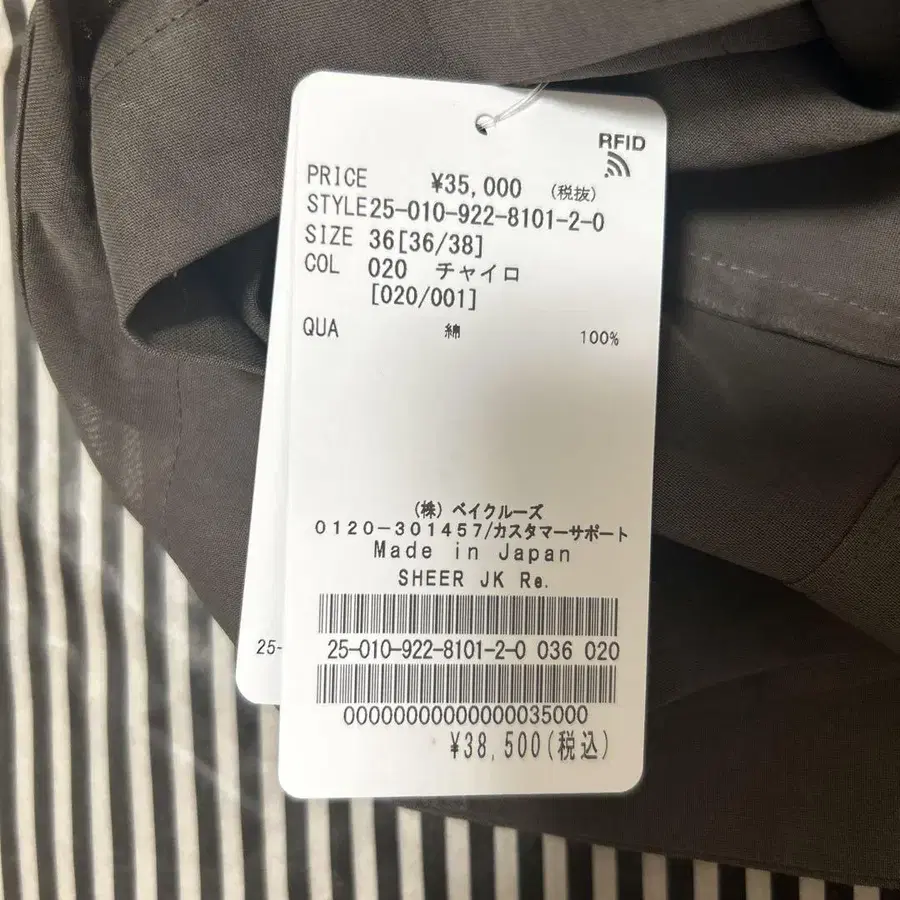 RFID
PRICE ¥35,000 (税抜)
STYLE25-010-922-8101-2-0
SIZE 36[36/38]
COL 020 チャイロ
[020/001]
QUA 綿 100%
(株) ベイクルーズ
0120-301457/カスタマーサポート
Made in Japan
SHEER JK Re.
25-
25-010-922-8101-2-0 036 020
00000000000000035000
¥38,500(税込)